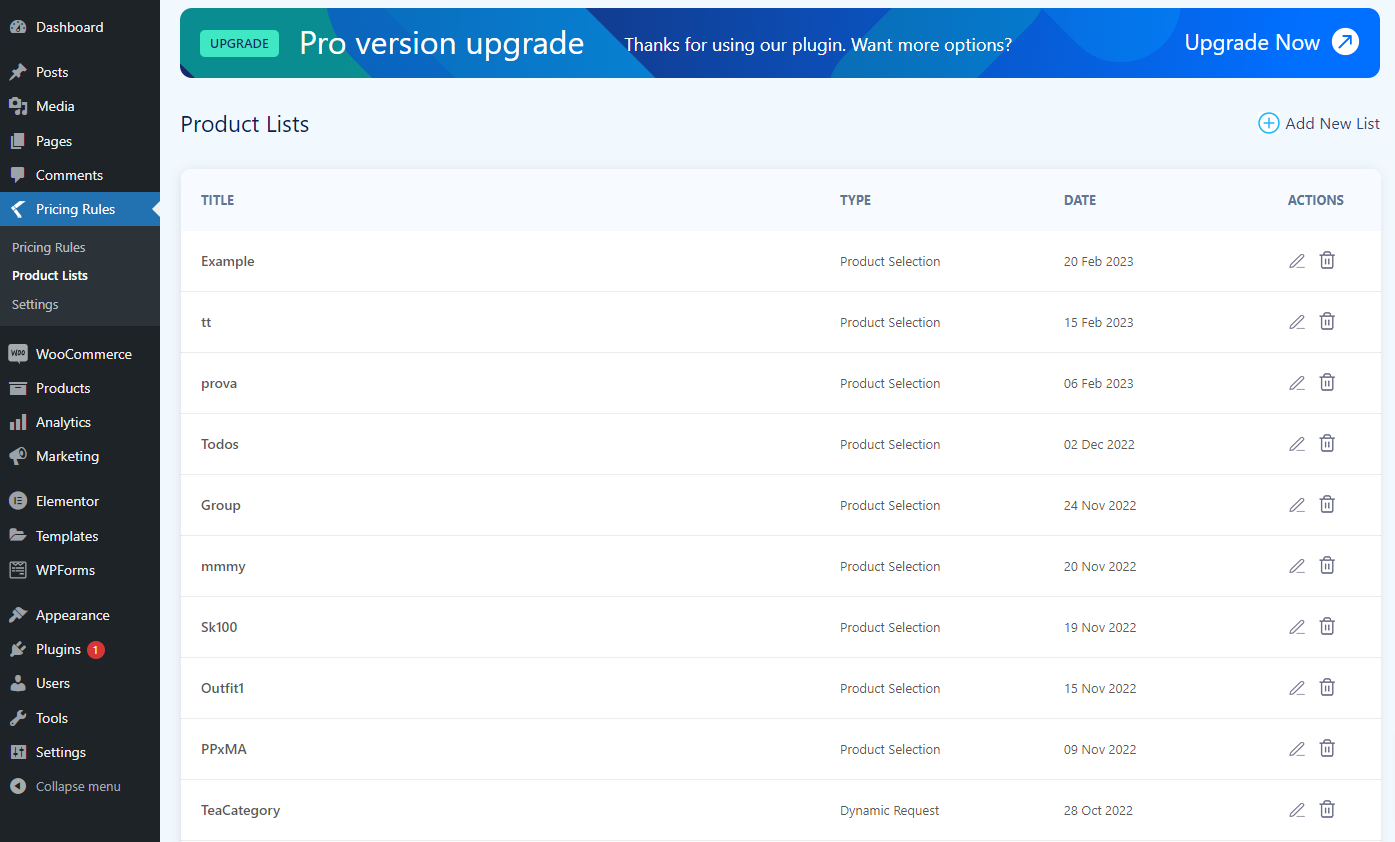 Dashboard
Posts
Media
Pages
Comments
Pricing Rules
Pricing Rules
Product Lists
Settings
WOO WooCommerce
Products
Analytics
Marketing
Elementor
Templates
WPForms
Appearance
Plugins 1
Users
Tools
Settings
Collapse menu
UPGRADE Pro version upgrade Thanks for using our plugin. Want more options? Upgrade Now
Product Lists Add New List
TITLE TYPE DATE ACTIONS
Example Product Selection 20 Feb 2023
tt Product Selection 15 Feb 2023
prova Product Selection 06 Feb 2023
Todos Product Selection 02 Dec 2022
Group Product Selection 24 Nov 2022
mmmy Product Selection 20 Nov 2022
Sk100 Product Selection 19 Nov 2022
Outfit1 Product Selection 15 Nov 2022
PPxMA Product Selection 09 Nov 2022
TeaCategory Dynamic Request 28 Oct 2022